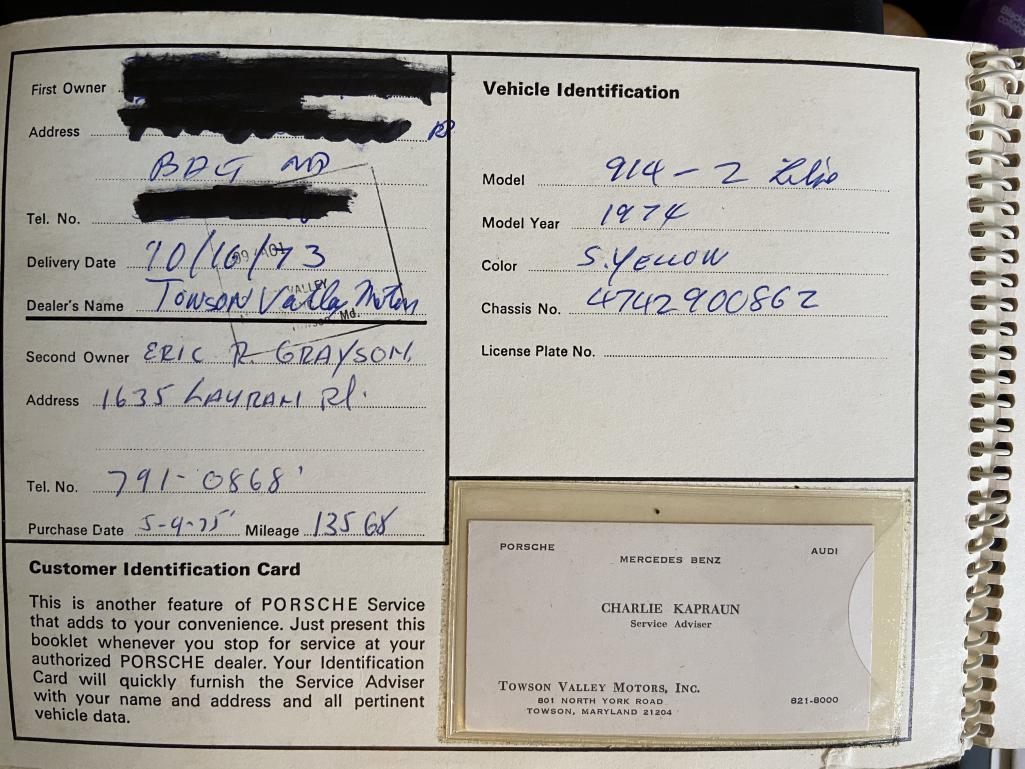 First Owner
Address Rd
BAG MD
Tel. No.
Delivery Date 10/16/73
Dealer's Name Towson Valley Motors
VALLEY
Md.
Second Owner ERIC R. GRAYSON
Address 1635 Rd.
Tel. No. 791-0868
Purchase Date 5-9-75 Mileage 13568
Customer Identification Card
This is another feature of PORSCHE Service
that adds to your convenience. Just present this
booklet whenever you stop for service at your
authorized PORSCHE dealer. Your Identification
Card will quickly furnish the Service Adviser
with your name and address and all pertinent
vehicle data.
Vehicle Identification
Model 914-2
Model Year 1974
Color S. YELLOW
Chassis No. 4742900862
License Plate No.
PORSCHE
MERCEDES BENZ
AUDI
CHARLIE KAPRAUN
Service Adviser
TOWSON VALLEY MOTORS, INC.
801 NORTH YORK ROAD
TOWSON, MARYLAND 21204
821-8000